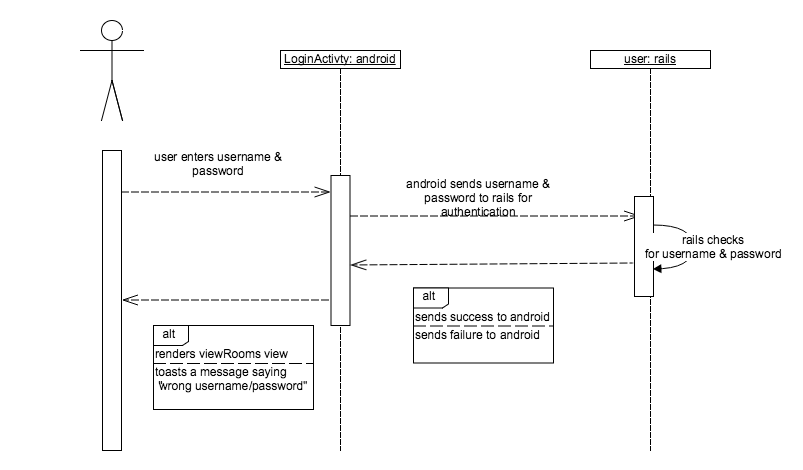 LoginActivty: android
user: rails
user enters username &
password
android sends username &
password to rails for
authentication
rails checks
for username & password
alt
sends success to android
sends failure to android
alt
renders viewRooms view
toasts a message saying
"wrong username/password"